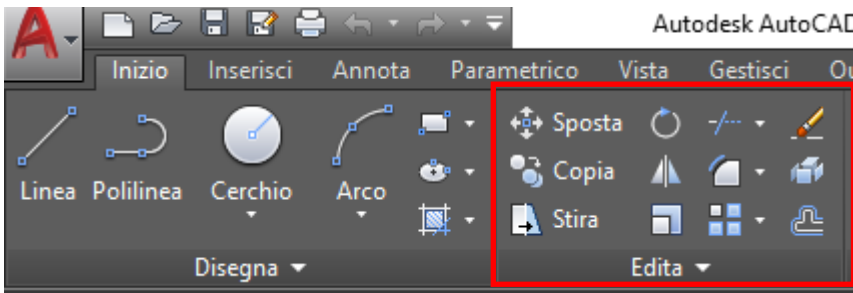 Autodesk AutoCAD
Inizio Inserisci Annota Parametrico Vista Gestisci
Linea Polilinea Cerchio Arco
Sposta
Copia
Stira
Disegna Edita